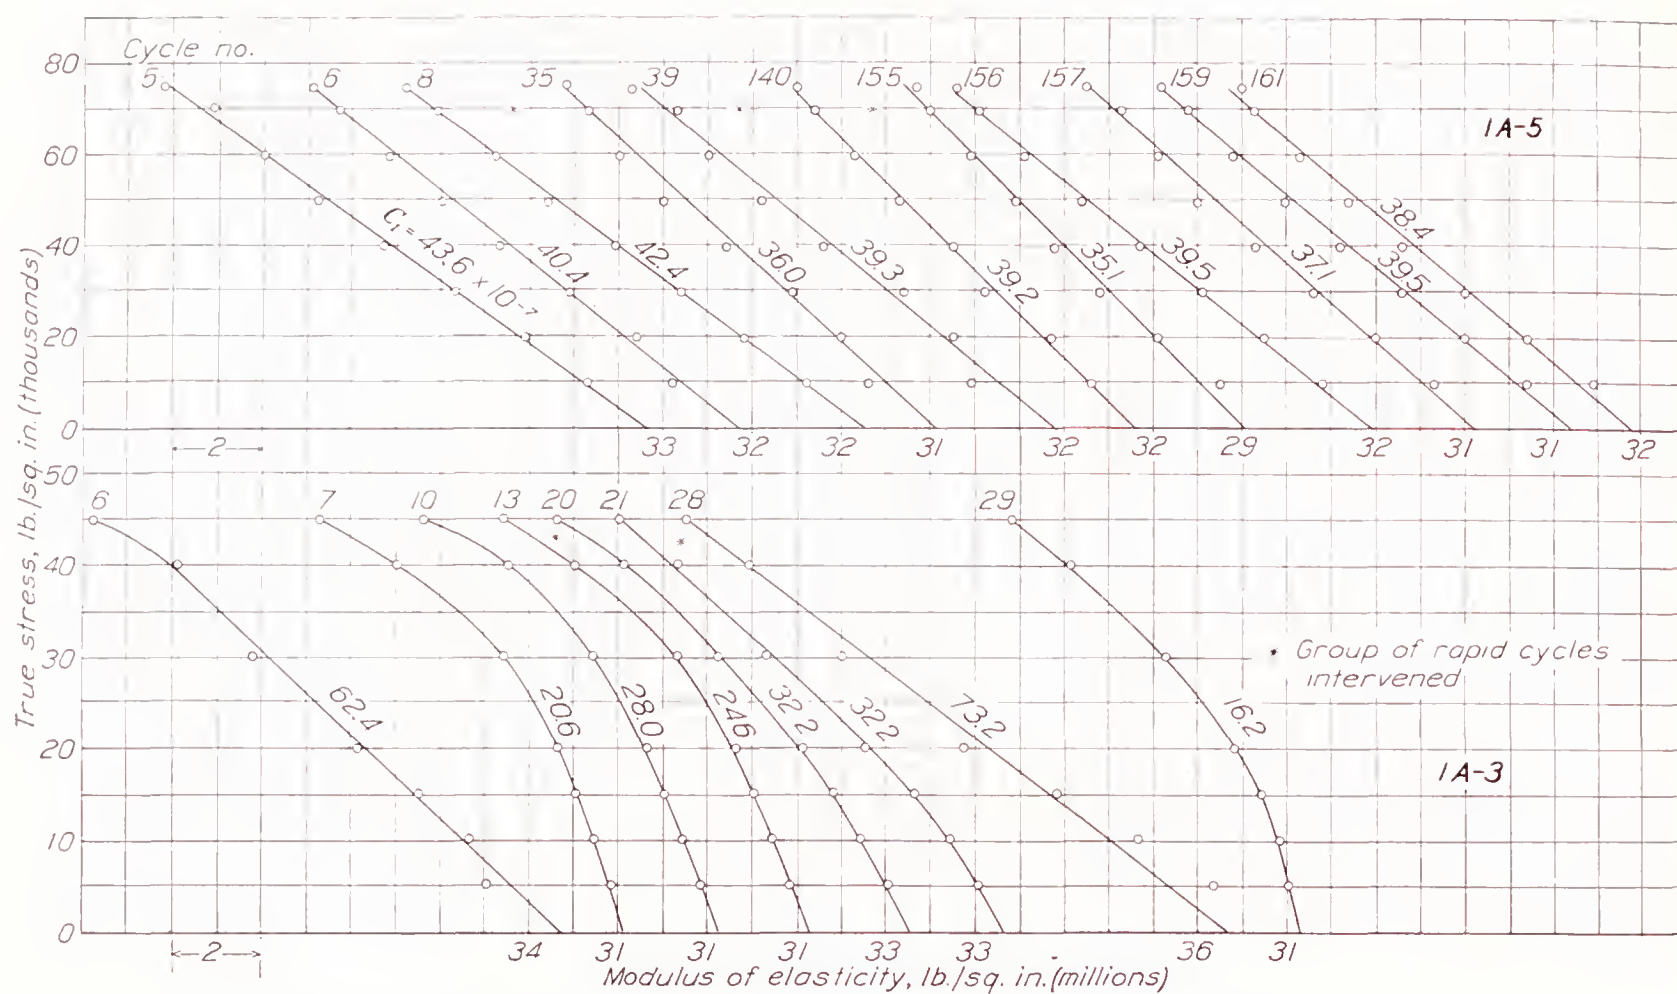 Cycle no.
5 6 8 35 39 140 155 156 157 159 161
1A-5
80
60
40
20
0
C₁ = 43.6 × 10⁻⁷
40.4
42.4
36.0
39.3
39.2
35.1
39.5
37.1
39.5
38.4
2 33 32 32 31 32 32 29 32 31 31 32
True stress, lb./sq. in. (thousands)
50
40
30
20
10
0
6 7 10 13 20 21 28 29
62.4
20.6
28.0
24.6
32.2
32.2
73.2
16.2
* Group of rapid cycles
intervened
1A-3
2 34 31 31 31 33 33 36 31
Modulus of elasticity, lb./sq. in. (millions)